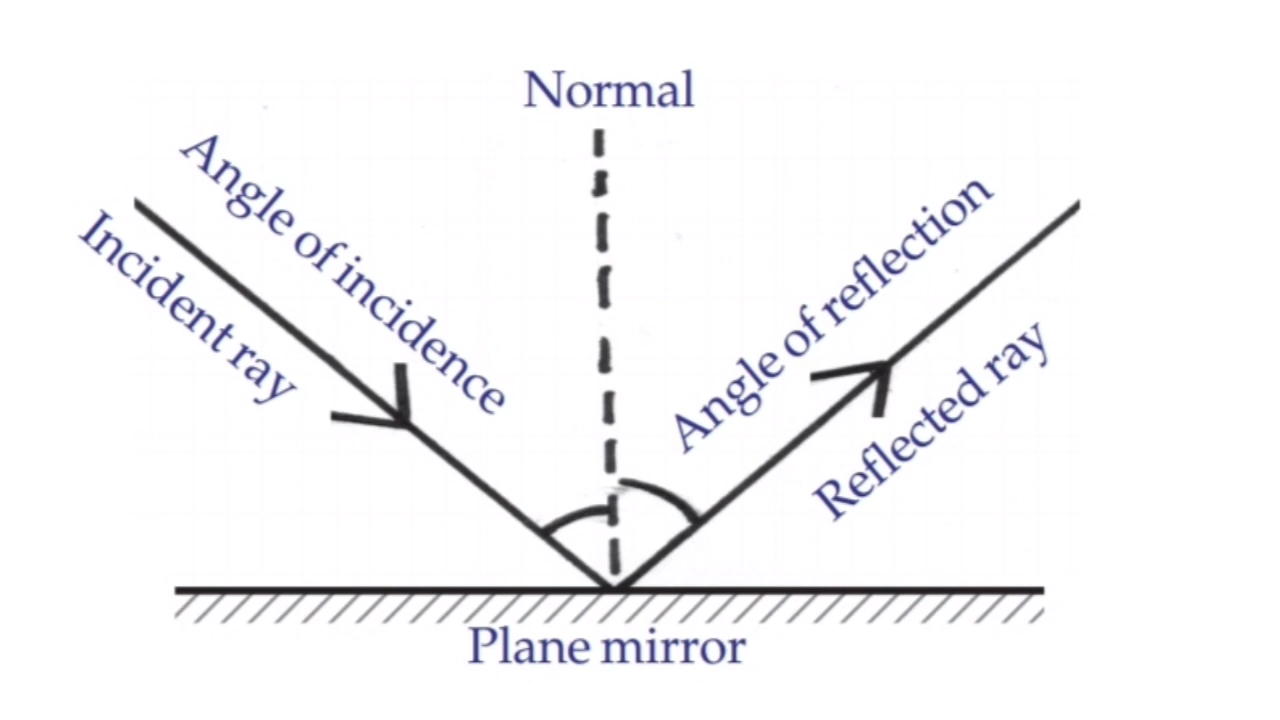 Normal
Angle of incidence
Incident ray
Angle of reflection
Reflected ray
Plane mirror